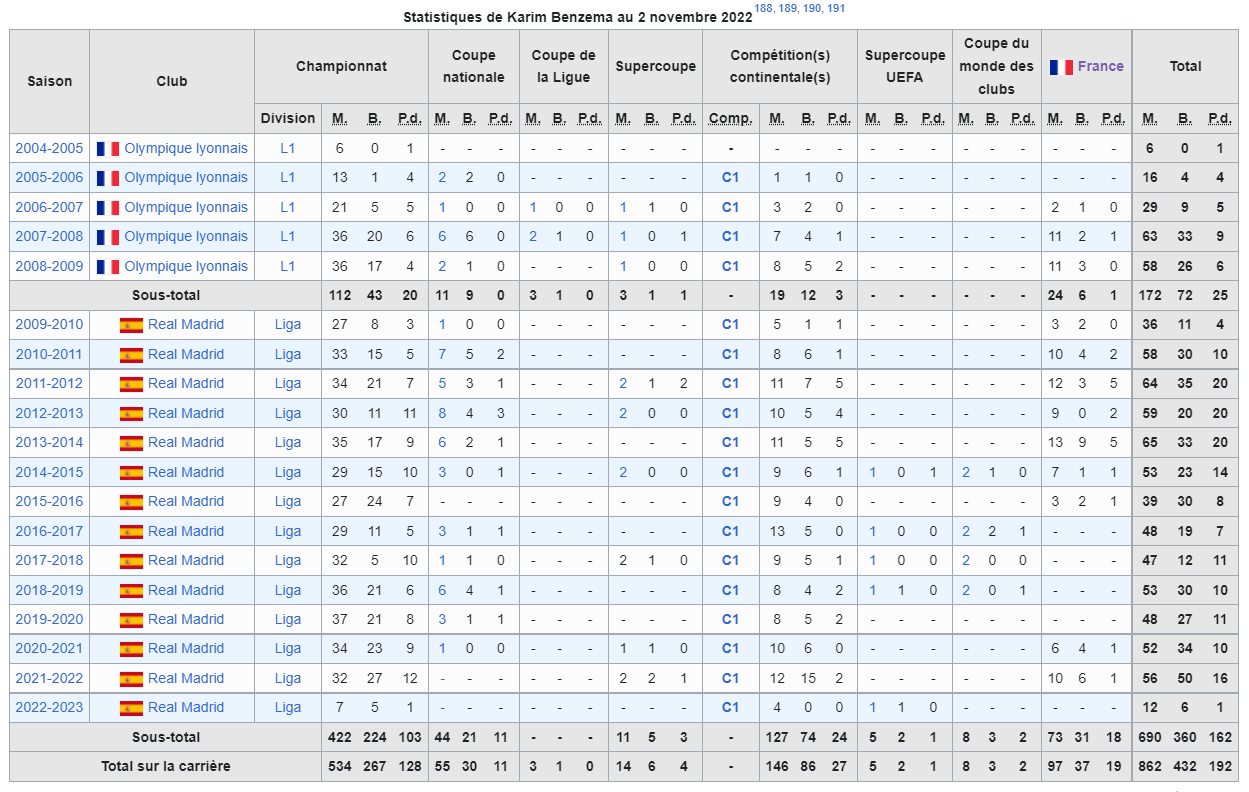 Statistiques de Karim Benzema au 2 novembre 2022 188, 189, 190, 191
Saison Club Championnat Coupe nationale Coupe de la Ligue Supercoupe Compétition(s) continentale(s) Supercoupe UEFA Coupe du monde des clubs France Total
Division M. B. P.d. M. B. P.d. M. B. P.d. M. B. P.d. Comp. M. B. P.d. M. B. P.d. M. B. P.d. M. B. P.d. M. B. P.d.
2004-2005 Olympique lyonnais L1 6 0 1 - - - - - - - - - - - - - - - - - - - - - - 6 0 1
2005-2006 Olympique lyonnais L1 13 1 4 2 2 0 - - - - - - C1 1 1 0 - - - - - - - - - 16 4 4
2006-2007 Olympique lyonnais L1 21 5 5 1 0 0 1 0 0 1 1 0 C1 3 2 0 - - - - - - 2 1 0 29 9 5
2007-2008 Olympique lyonnais L1 36 20 6 6 6 0 2 1 0 1 0 1 C1 7 4 1 - - - - - - 11 2 1 63 33 9
2008-2009 Olympique lyonnais L1 36 17 4 2 1 0 - - - 1 0 0 C1 8 5 2 - - - - - - 11 3 0 58 26 6
Sous-total 112 43 20 11 9 0 3 1 0 3 1 1 - 19 12 3 - - - - - - 24 6 1 172 72 25
2009-2010 Real Madrid Liga 27 8 3 1 0 0 - - - - - - C1 5 1 1 - - - - - - 3 2 0 36 11 4
2010-2011 Real Madrid Liga 33 15 5 7 5 2 - - - - - - C1 8 6 1 - - - - - - 10 4 2 58 30 10
2011-2012 Real Madrid Liga 34 21 7 5 3 1 - - - 2 1 2 C1 11 7 5 - - - - - - 12 3 5 64 35 20
2012-2013 Real Madrid Liga 30 11 11 8 4 3 - - - 2 0 0 C1 10 5 4 - - - - - - 9 0 2 59 20 20
2013-2014 Real Madrid Liga 35 17 9 6 2 1 - - - - - - C1 11 5 5 - - - - - - 13 9 5 65 33 20
2014-2015 Real Madrid Liga 29 15 10 3 0 1 - - - 2 0 0 C1 9 6 1 1 0 1 2 1 0 7 1 1 53 23 14
2015-2016 Real Madrid Liga 27 24 7 - - - - - - - - - C1 9 4 0 - - - - - - 3 2 1 39 30 8
2016-2017 Real Madrid Liga 29 11 5 3 1 1 - - - - - - C1 13 5 0 1 0 0 2 2 1 - - - 48 19 7
2017-2018 Real Madrid Liga 32 5 10 1 1 0 - - - 2 1 0 C1 9 5 1 1 0 0 2 0 0 - - - 47 12 11
2018-2019 Real Madrid Liga 36 21 6 6 4 1 - - - - - - C1 8 4 2 1 1 0 2 0 1 - - - 53 30 10
2019-2020 Real Madrid Liga 37 21 8 3 1 1 - - - - - - C1 8 5 2 - - - - - - - - - 48 27 11
2020-2021 Real Madrid Liga 34 23 9 1 0 0 - - - 1 1 0 C1 10 6 0 - - - - - - 6 4 1 52 34 10
2021-2022 Real Madrid Liga 32 27 12 - - - - - - 2 2 1 C1 12 15 2 - - - - - - 10 6 1 56 50 16
2022-2023 Real Madrid Liga 7 5 1 - - - - - - - - - C1 4 0 0 1 1 0 - - - - - - 12 6 1
Sous-total 422 224 103 44 21 11 - - - 11 5 3 - 127 74 24 5 2 1 8 3 2 73 31 18 690 360 162
Total sur la carrière 534 267 128 55 30 11 3 1 0 14 6 4 - 146 86 27 5 2 1 8 3 2 97 37 19 862 432 192